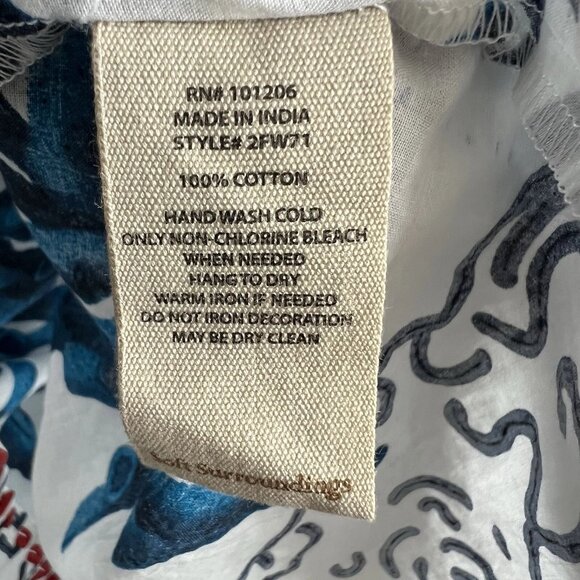 RN# 101206
MADE IN INDIA
STYLE# 2FW71
100% COTTON
HAND WASH COLD
ONLY NON-CHLORINE BLEACH
WHEN NEEDED
HANG TO DRY
WARM IRON IF NEEDED
DO NOT IRON DECORATION
MAY BE DRY CLEAN
Soft Surroundings